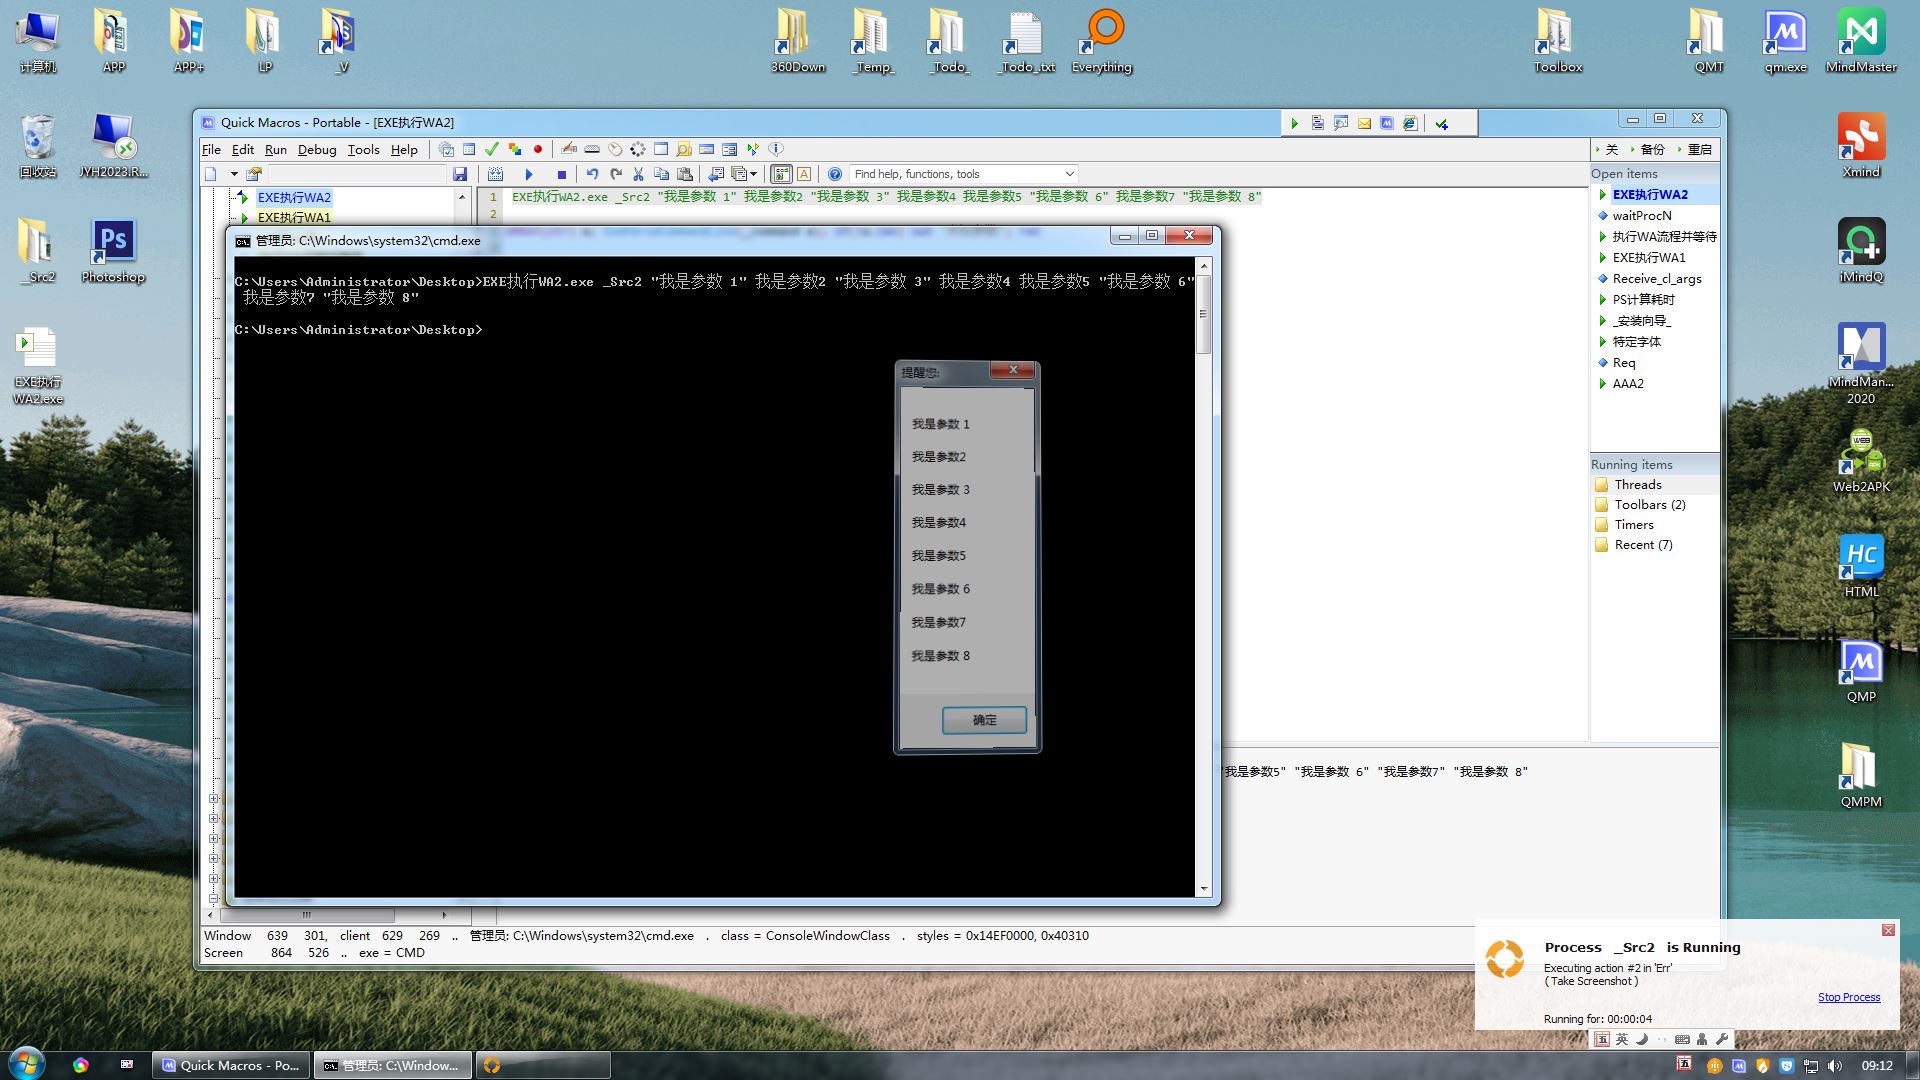 计算机
APP
APP+
LP
_V
360Down
_Temp_
_Todo_
_Todo_.txt
Everything
Toolbox
QMT
qm.exe
MindMaster
回收站
JYH2023.R...
_Src2
Photoshop
EXE执行
WA2.exe
Xmind
iMindQ
MindMan...
2020
Web2APK
HTML
QMP
QMPM
Quick Macros - Portable - [EXE执行WA2]
File Edit Run Debug Tools Help
关 备份 重启
Find help, functions, tools
EXE执行WA2
EXE执行WA1
1 EXE执行WA2.exe _Src2 "我是参数 1" 我是参数2 "我是参数 3" 我是参数4 我是参数5 "我是参数 6" 我是参数7 "我是参数 8"
2
Open items
EXE执行WA2
waitProcN
执行WA流程并等待
EXE执行WA1
Receive_cl_args
PS计算耗时
_安装向导_
特定字体
Req
AAA2
Running items
Threads
Toolbars (2)
Timers
Recent (7)
管理员: C:\Windows\system32\cmd.exe
C:\Users\Administrator\Desktop>EXE执行WA2.exe _Src2 "我是参数 1" 我是参数2 "我是参数 3" 我是参数4 我是参数5 "我是参数 6"
我是参数7 "我是参数 8"
C:\Users\Administrator\Desktop>
提醒您:
我是参数 1
我是参数2
我是参数 3
我是参数4
我是参数5
我是参数 6
我是参数7
我是参数 8
确定
"我是参数5" "我是参数 6" "我是参数7" "我是参数 8"
Window 639 301, client 629 269 .. 管理员: C:\Windows\system32\cmd.exe . class = ConsoleWindowClass . styles = 0x14EF0000, 0x40310
Screen 864 526 .. exe = CMD
Process _Src2 is Running
Executing action #2 in 'Err'
( Take Screenshot )
Stop Process
Running for: 00:00:04
五 英
Quick Macros - Po...
管理员: C:\Window...
五
09:12